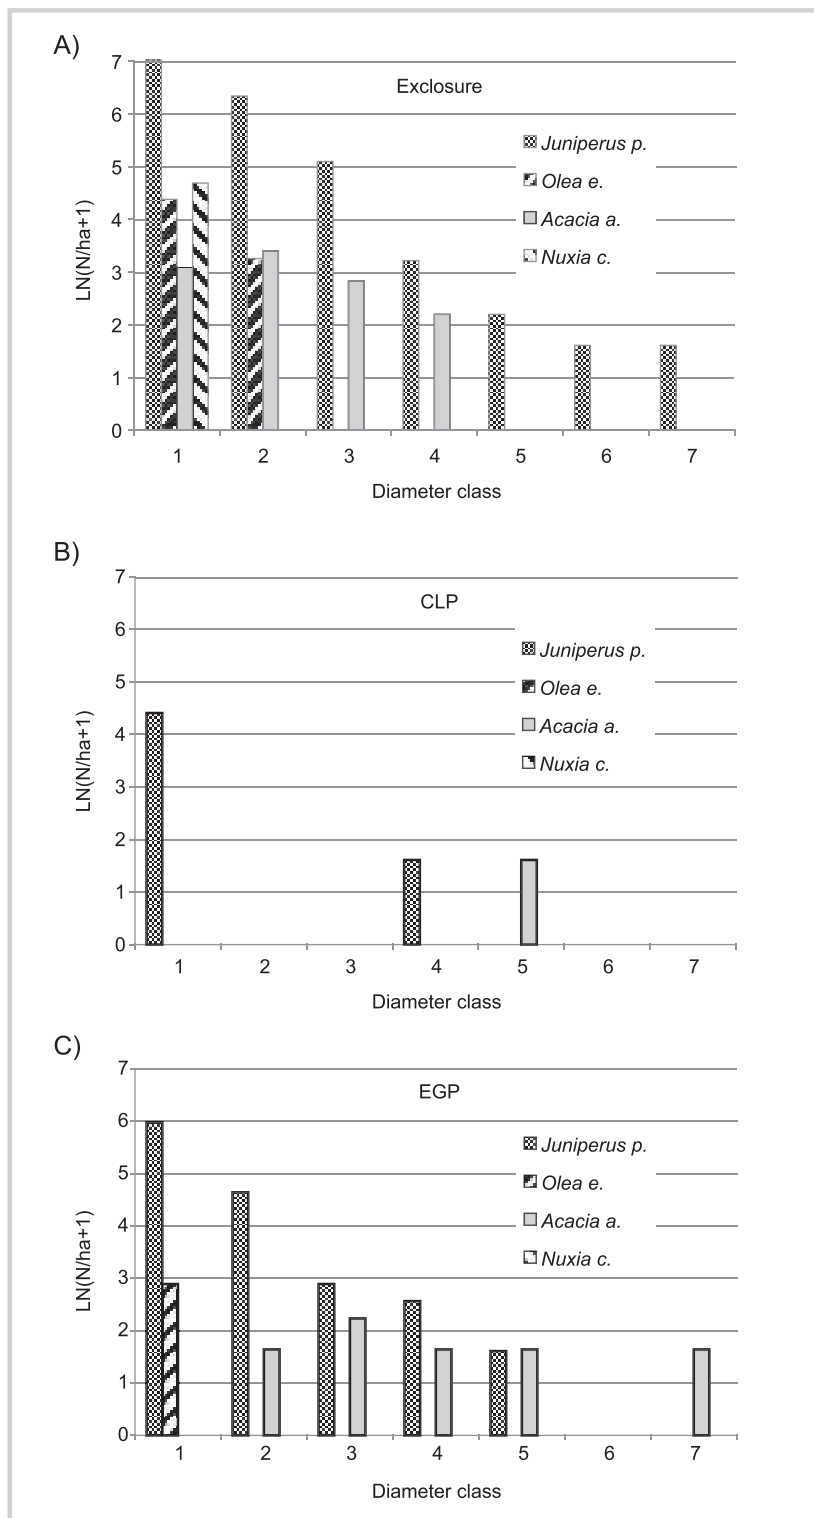 A)
Exclosure
7
6
5
4
3
2
1
0
LN(N/ha+1)
Juniperus p.
Olea e.
Acacia a.
Nuxia c.
1 2 3 4 5 6 7
Diameter class
B)
CLP
7
6
5
4
3
2
1
0
LN(N/ha+1)
Juniperus p.
Olea e.
Acacia a.
Nuxia c.
1 2 3 4 5 6 7
Diameter class
C)
EGP
7
6
5
4
3
2
1
0
LN(N/ha+1)
Juniperus p.
Olea e.
Acacia a.
Nuxia c.
1 2 3 4 5 6 7
Diameter class